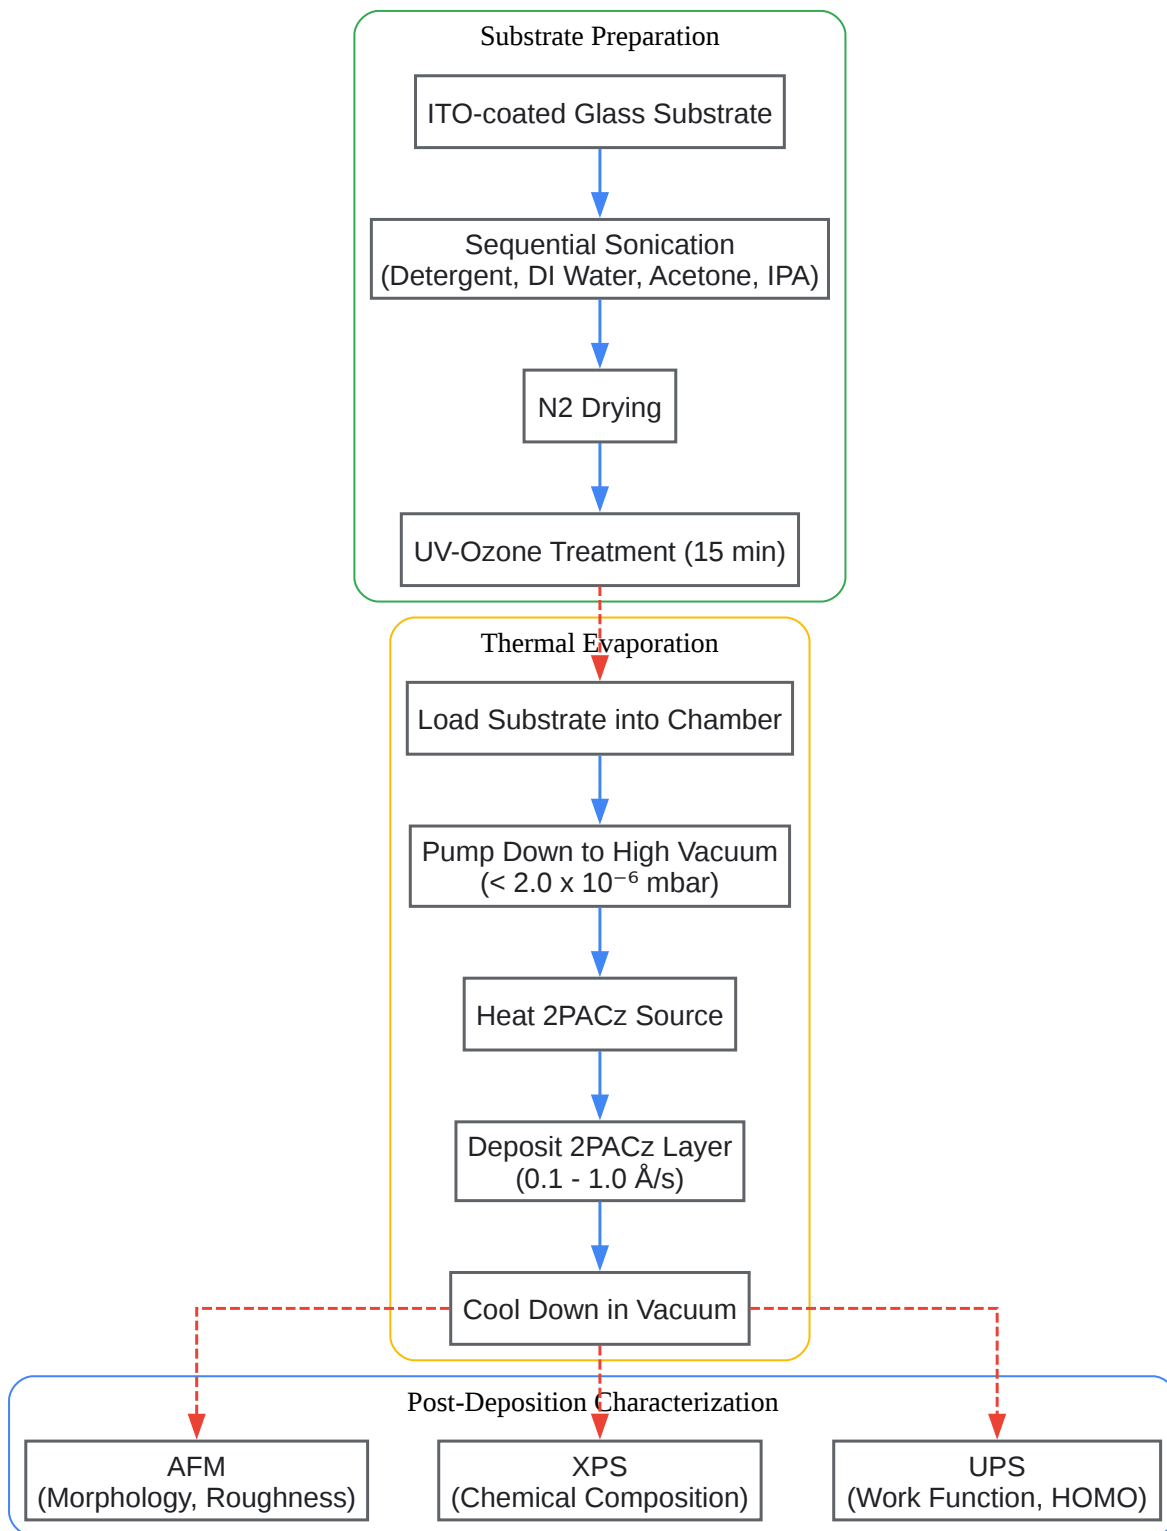 Substrate Preparation
ITO-coated Glass Substrate
Sequential Sonication
(Detergent, DI Water, Acetone, IPA)
N2 Drying
UV-Ozone Treatment (15 min)
Thermal Evaporation
Load Substrate into Chamber
Pump Down to High Vacuum
(< 2.0 x 10⁻⁶ mbar)
Heat 2PACz Source
Deposit 2PACz Layer
(0.1 - 1.0 Å/s)
Cool Down in Vacuum
Post-Deposition Characterization
AFM
(Morphology, Roughness)
XPS
(Chemical Composition)
UPS
(Work Function, HOMO)